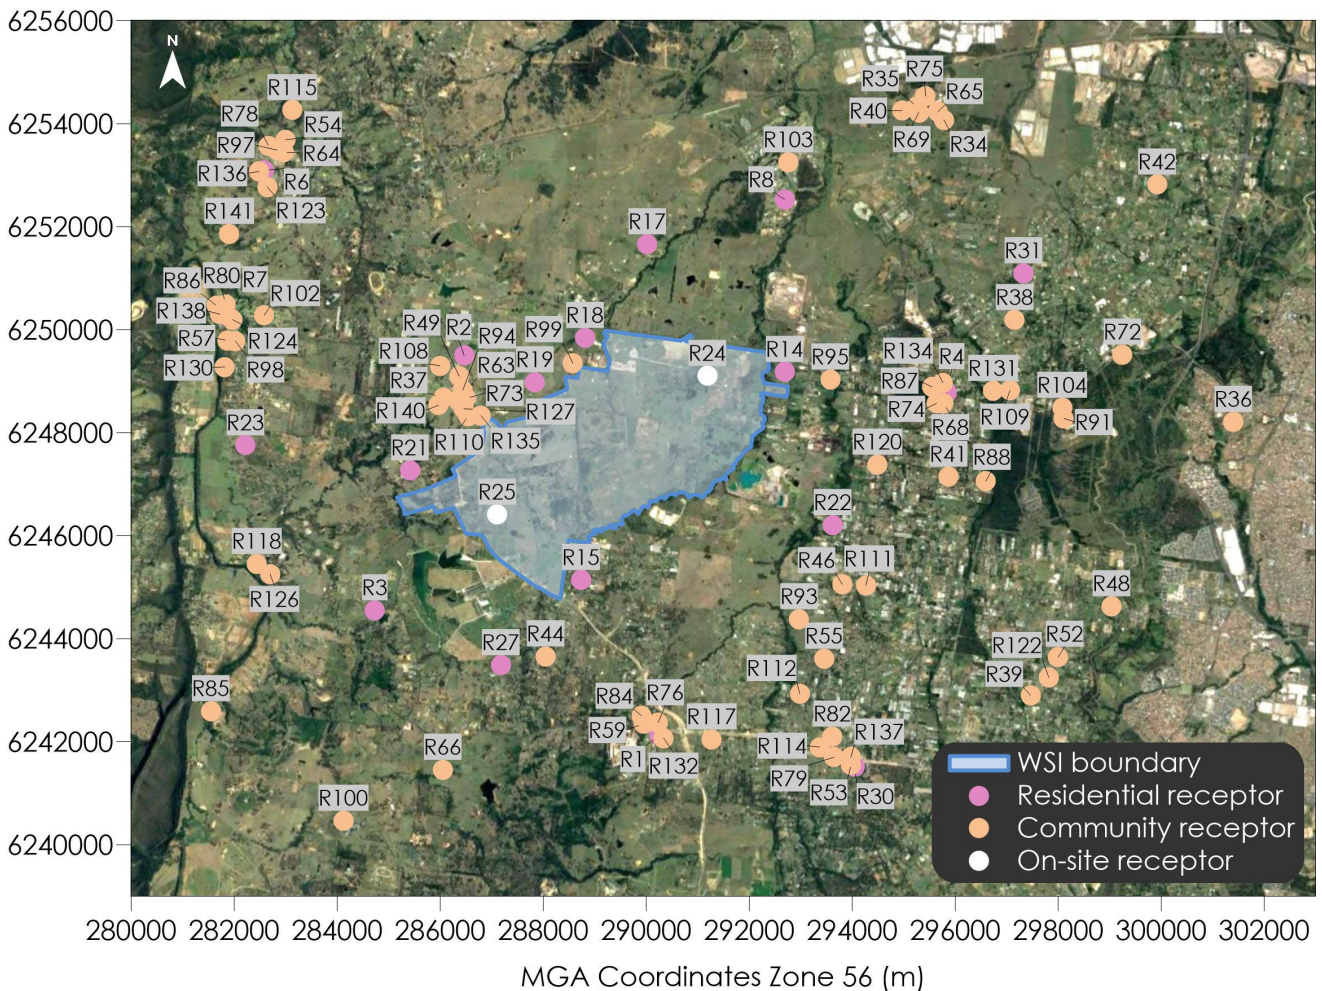 6256000
N
R75
R35
R65
R115
R78
R54
6254000
R40
R69
R34
R97
R64
R103
R42
R136
R6
R8
R123
R141
6252000
R17
R31
R86
R80
R7
R102
R38
R138
6250000
R57
R124
R49
R2
R94
R99
R18
R72
R130
R98
R108
R63
R19
R24
R14
R95
R134
R4
R131
R37
R73
R87
R104
R36
R140
R127
R74
R109
R91
R23
6248000
R110
R135
R68
R21
R120
R41
R88
R25
R22
6246000
R118
R15
R46
R111
R126
R3
R93
R48
6244000
R27
R44
R55
R122
R52
R112
R39
R85
R84
R76
R59
R117
R82
R137
6242000
R66
R1
R132
R114
R79
R53
R30
R100
6240000
WSI boundary
Residential receptor
Community receptor
On-site receptor
280000 282000 284000 286000 288000 290000 292000 294000 296000 298000 300000 302000
MGA Coordinates Zone 56 (m)